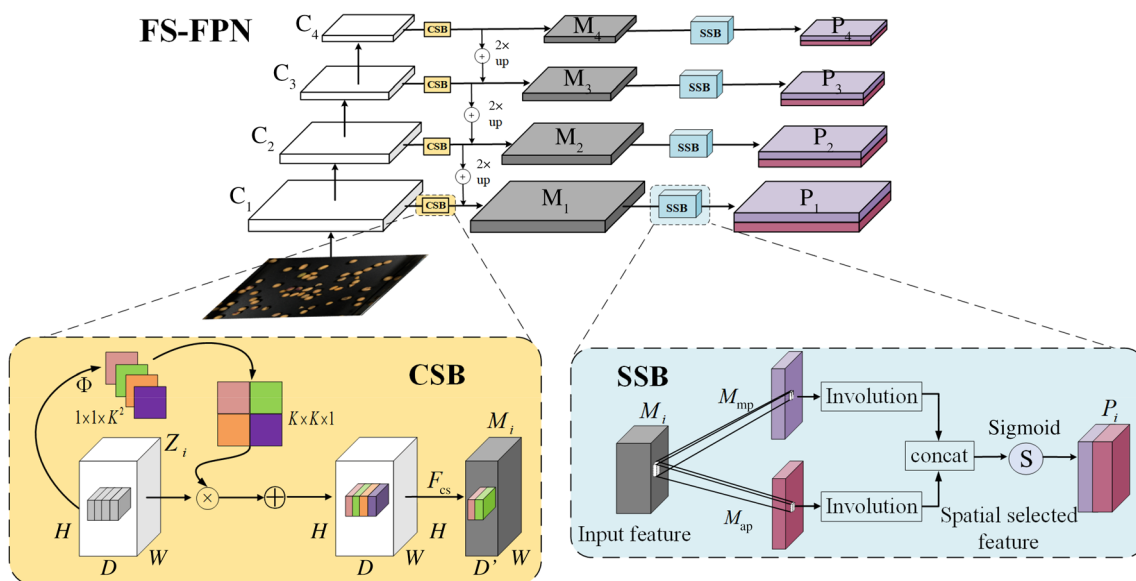 FS-FPN
C4
CSB
2×
up
M4
SSB
P4
C3
CSB
2×
up
M3
SSB
P3
C2
CSB
2×
up
M2
SSB
P2
C1
CSB
M1
SSB
P1
CSB
Φ
1×1×K²
K×K×1
Zi
H
D
W
H
D
W
Fcs
Mi
H
D’
W
SSB
Mi
Input feature
Mmp
Map
Involution
Involution
concat
Sigmoid
S
Pi
Spatial selected
feature